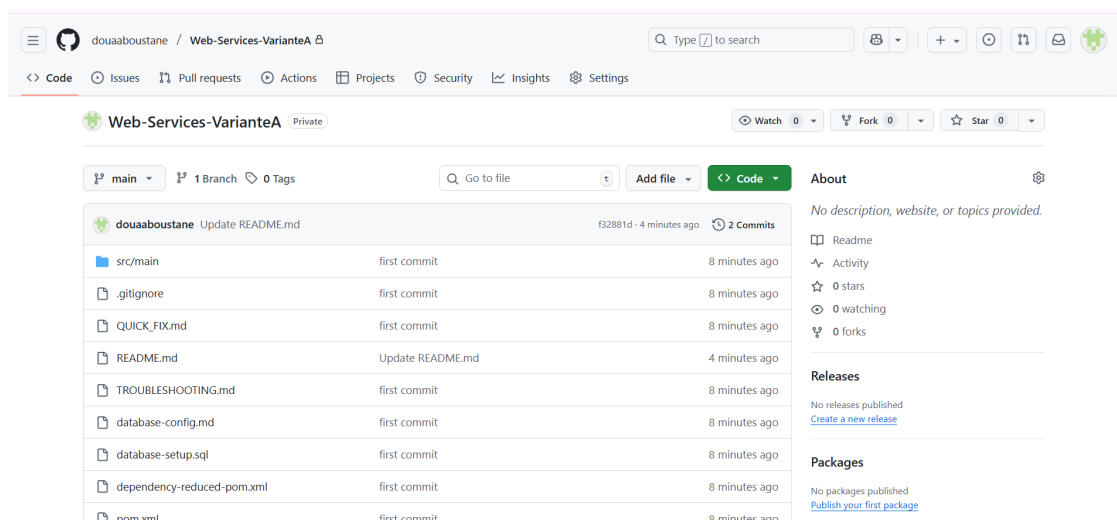 douaaboustane / Web-Services-VarianteA
Type / to search
Code Issues Pull requests Actions Projects Security Insights Settings
Web-Services-VarianteA Private
Watch 0 Fork 0 Star 0
main 1 Branch 0 Tags
Go to file t
Add file
Code
douaaboustane Update README.md f32881d · 4 minutes ago 2 Commits
src/main first commit 8 minutes ago
.gitignore first commit 8 minutes ago
QUICK_FIX.md first commit 8 minutes ago
README.md Update README.md 4 minutes ago
TROUBLESHOOTING.md first commit 8 minutes ago
database-config.md first commit 8 minutes ago
database-setup.sql first commit 8 minutes ago
dependency-reduced-pom.xml first commit 8 minutes ago
pom.xml first commit 8 minutes ago
About
No description, website, or topics provided.
Readme
Activity
0 stars
0 watching
0 forks
Releases
No releases published
Create a new release
Packages
No packages published
Publish your first package